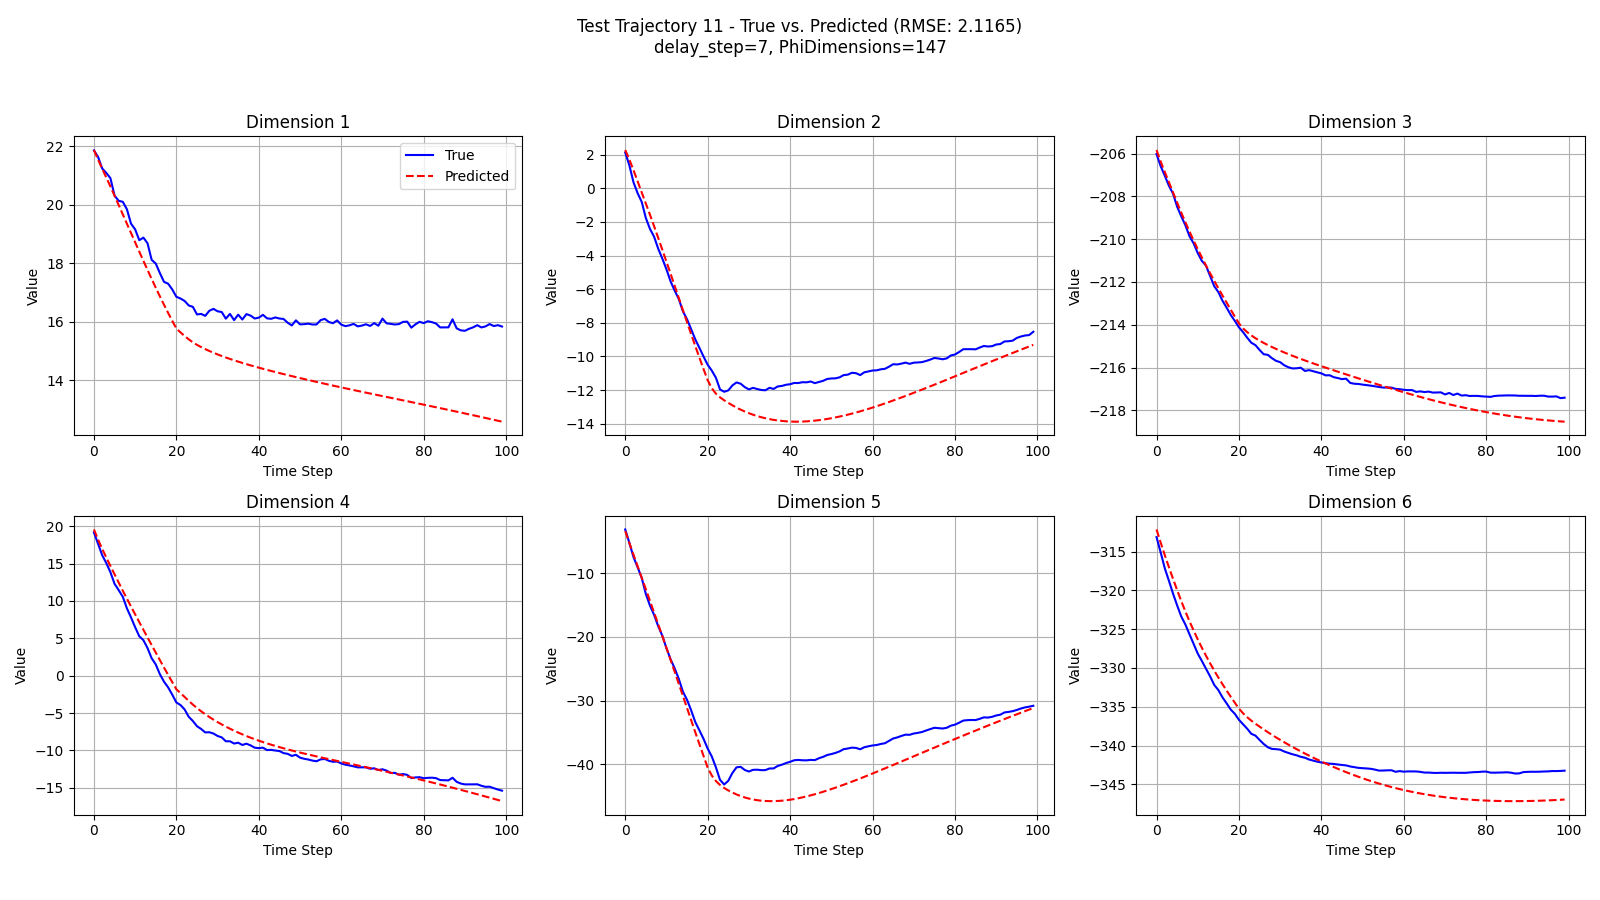 Test Trajectory 11 - True vs. Predicted (RMSE: 2.1165)
delay_step=7, PhiDimensions=147
Dimension 1
22
20
18
16
14
Value
0 20 40 60 80 100
Time Step
True
Predicted
Dimension 2
2
0
−2
−4
−6
−8
−10
−12
−14
Value
0 20 40 60 80 100
Time Step
Dimension 3
−206
−208
−210
−212
−214
−216
−218
Value
0 20 40 60 80 100
Time Step
Dimension 4
20
15
10
5
0
−5
−10
−15
Value
0 20 40 60 80 100
Time Step
Dimension 5
−10
−20
−30
−40
Value
0 20 40 60 80 100
Time Step
Dimension 6
−315
−320
−325
−330
−335
−340
−345
Value
0 20 40 60 80 100
Time Step